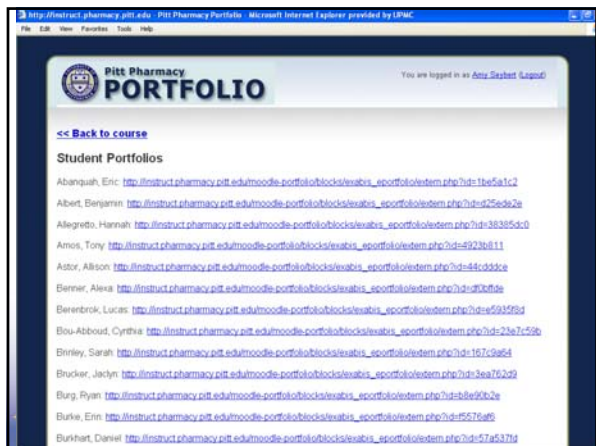 http://instruct.pharmacy.pitt.edu - Pitt Pharmacy Portfolio - Microsoft Internet Explorer provided by UPMC
File Edit View Favorites Tools Help
Pitt Pharmacy
PORTFOLIO
You are logged in as Amy Seybert (Logout)
<< Back to course
Student Portfolios
Abanquah, Eric: http://instruct.pharmacy.pitt.edu/moodle-portfolio/blocks/exabis_eportfolio/extern.php?id=1be5a1c2
Albert, Benjamin: http://instruct.pharmacy.pitt.edu/moodle-portfolio/blocks/exabis_eportfolio/extern.php?id=d25ede2e
Allegretto, Hannah: http://instruct.pharmacy.pitt.edu/moodle-portfolio/blocks/exabis_eportfolio/extern.php?id=38385dc0
Amos, Tony: http://instruct.pharmacy.pitt.edu/moodle-portfolio/blocks/exabis_eportfolio/extern.php?id=4923b811
Astor, Allison: http://instruct.pharmacy.pitt.edu/moodle-portfolio/blocks/exabis_eportfolio/extern.php?id=44cdddce
Benner, Alexa: http://instruct.pharmacy.pitt.edu/moodle-portfolio/blocks/exabis_eportfolio/extern.php?id=df0bffde
Berenbrok, Lucas: http://instruct.pharmacy.pitt.edu/moodle-portfolio/blocks/exabis_eportfolio/extern.php?id=e5935f8d
Bou-Abboud, Cynthia: http://instruct.pharmacy.pitt.edu/moodle-portfolio/blocks/exabis_eportfolio/extern.php?id=23e7c59b
Brinley, Sarah: http://instruct.pharmacy.pitt.edu/moodle-portfolio/blocks/exabis_eportfolio/extern.php?id=167c9a64
Brucker, Jaclyn: http://instruct.pharmacy.pitt.edu/moodle-portfolio/blocks/exabis_eportfolio/extern.php?id=3ea762d9
Burg, Ryan: http://instruct.pharmacy.pitt.edu/moodle-portfolio/blocks/exabis_eportfolio/extern.php?id=b8e90b2e
Burke, Erin: http://instruct.pharmacy.pitt.edu/moodle-portfolio/blocks/exabis_eportfolio/extern.php?id=f5576af6
Burkhart, Daniel: http://instruct.pharmacy.pitt.edu/moodle-portfolio/blocks/exabis_eportfolio/extern.php?id=57a537fd